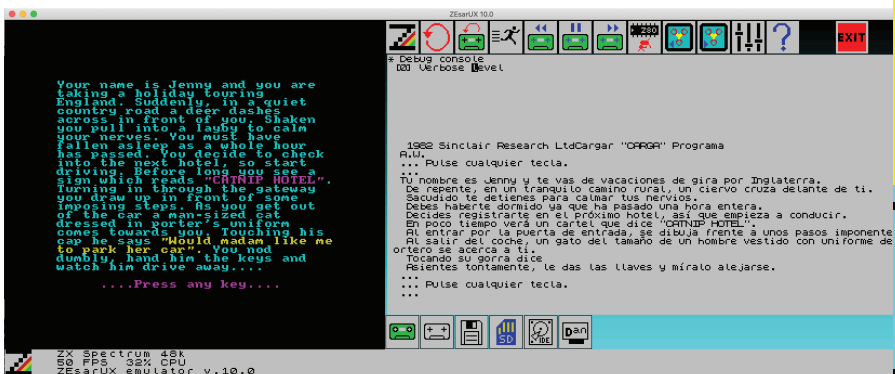 ZEsarUX 10.0
Z80
EXIT
* Debug console
Verbose level
Your name is Jenny and you are
taking a holiday touring
England. Suddenly, in a quiet
country road a deer dashes
across in front of you. Shaken
you pull into a layby to calm
your nerves. You must have
fallen asleep as a whole hour
has passed. You decide to check
into the next hotel, so start
driving. Before long you see a
sign which reads "CATNIP HOTEL".
Turning in through the gateway
you draw up in front of some
imposing steps. As you get out
of the car a man-sized cat
dressed in porter's uniform
comes towards you. Touching his
cap he says "Would madam like me
to park her car". You nod
dumbly, hand him the keys and
watch him drive away....
....Press any key....
1982 Sinclair Research LtdCargar "CARGA" Programa
A.W.
...
... Pulse cualquier tecla.
...
Tu nombre es Jenny y te vas de vacaciones de gira por Inglaterra.
De repente, en un tranquilo camino rural, un ciervo cruza delante de ti.
Sacudido te detienes para calmar tus nervios.
Debes haberte dormido ya que ha pasado una hora entera.
Decides registrarte en el próximo hotel, así que empieza a conducir.
En poco tiempo verá un cartel que dice "CATNIP HOTEL".
Al entrar por la puerta de entrada, se dibuja frente a unos pasos imponente
Al salir del coche, un gato del tamaño de un hombre vestido con uniforme de
ortero se acerca a ti.
Tocando su gorra dice
Asientes tontamente, le das las llaves y míralo alejarse.
...
... Pulse cualquier tecla.
...
SD
IDE
Dan
ZX Spectrum 48k
50 FPS 32% CPU
ZEsarUX emulator v.10.0